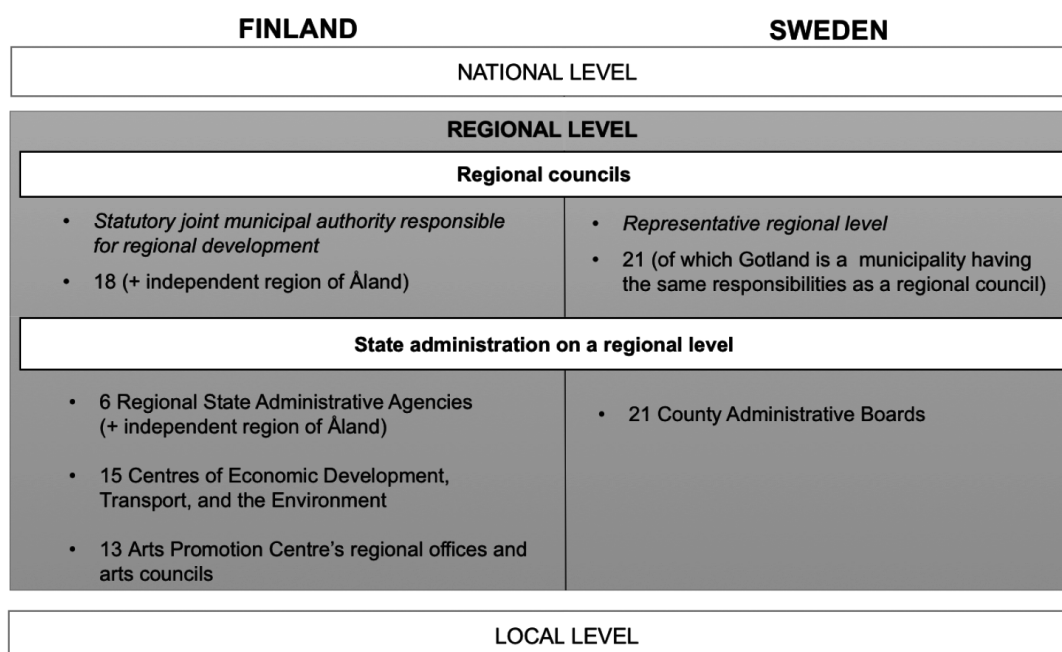 FINLAND
SWEDEN
NATIONAL LEVEL
REGIONAL LEVEL
Regional councils
• Statutory joint municipal authority responsible
for regional development
• 18 (+ independent region of Åland)
• Representative regional level
• 21 (of which Gotland is a municipality having
the same responsibilities as a regional council)
State administration on a regional level
• 6 Regional State Administrative Agencies
(+ independent region of Åland)
• 15 Centres of Economic Development,
Transport, and the Environment
• 13 Arts Promotion Centre's regional offices and
arts councils
• 21 County Administrative Boards
LOCAL LEVEL